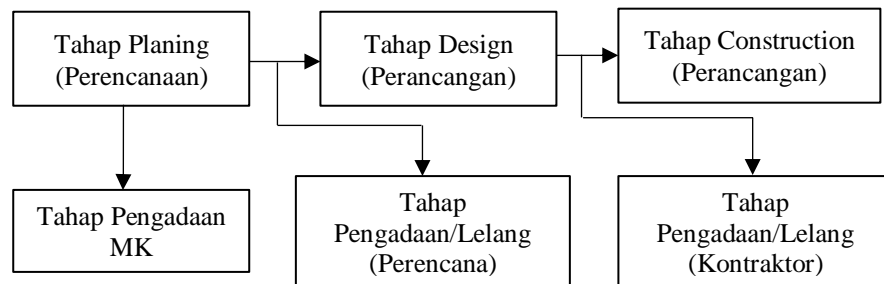 Tahap Planing
(Perencanaan)
Tahap Design
(Perancangan)
Tahap Construction
(Perancangan)
Tahap Pengadaan
MK
Tahap
Pengadaan/Lelang
(Perencana)
Tahap
Pengadaan/Lelang
(Kontraktor)